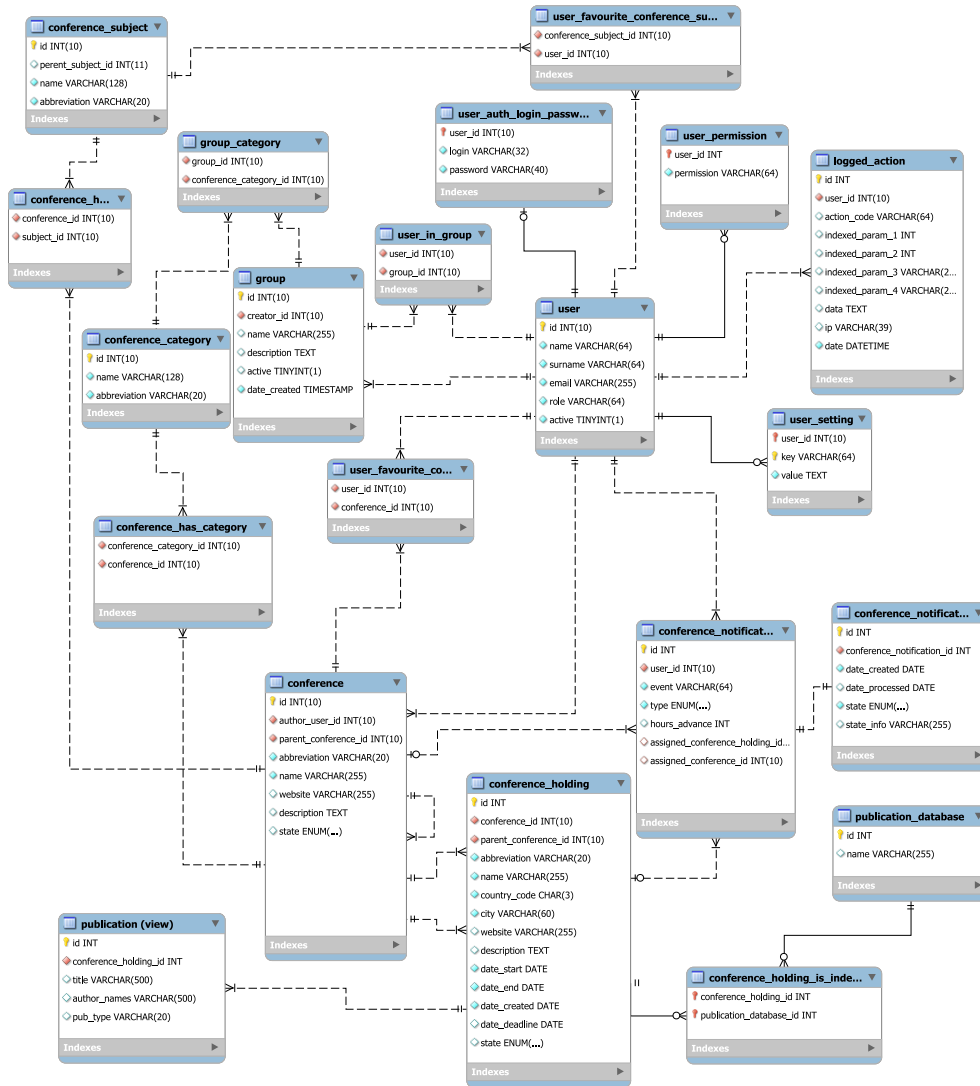 conference_subject
id INT(10)
perent_subject_id INT(11)
name VARCHAR(128)
abbreviation VARCHAR(20)
Indexes
user_favourite_conference_su...
conference_subject_id INT(10)
user_id INT(10)
Indexes
user_auth_login_passw...
user_id INT(10)
login VARCHAR(32)
password VARCHAR(40)
Indexes
user_permission
user_id INT
permission VARCHAR(64)
Indexes
logged_action
id INT
user_id INT(10)
action_code VARCHAR(64)
indexed_param_1 INT
indexed_param_2 INT
indexed_param_3 VARCHAR(2...
indexed_param_4 VARCHAR(2...
data TEXT
ip VARCHAR(39)
date DATETIME
Indexes
group_category
group_id INT(10)
conference_category_id INT(10)
Indexes
conference_h...
conference_id INT(10)
subject_id INT(10)
Indexes
user_in_group
user_id INT(10)
group_id INT(10)
Indexes
group
id INT(10)
creator_id INT(10)
name VARCHAR(255)
description TEXT
active TINYINT(1)
date_created TIMESTAMP
Indexes
user
id INT(10)
name VARCHAR(64)
surname VARCHAR(64)
email VARCHAR(255)
role VARCHAR(64)
active TINYINT(1)
Indexes
conference_category
id INT(10)
name VARCHAR(128)
abbreviation VARCHAR(20)
Indexes
user_setting
user_id INT(10)
key VARCHAR(64)
value TEXT
Indexes
user_favourite_co...
user_id INT(10)
conference_id INT(10)
Indexes
conference_has_category
conference_category_id INT(10)
conference_id INT(10)
Indexes
conference_notificat...
id INT
user_id INT(10)
event VARCHAR(64)
type ENUM(...)
hours_advance INT
assigned_conference_holding_id...
assigned_conference_id INT(10)
Indexes
conference_notificat...
id INT
conference_notification_id INT
date_created DATE
date_processed DATE
state ENUM(...)
state_info VARCHAR(255)
Indexes
conference
id INT(10)
author_user_id INT(10)
parent_conference_id INT(10)
abbreviation VARCHAR(20)
name VARCHAR(255)
website VARCHAR(255)
description TEXT
state ENUM(...)
Indexes
conference_holding
id INT
conference_id INT(10)
parent_conference_id INT(10)
abbreviation VARCHAR(20)
name VARCHAR(255)
country_code CHAR(3)
city VARCHAR(60)
website VARCHAR(255)
description TEXT
date_start DATE
date_end DATE
date_created DATE
date_deadline DATE
state ENUM(...)
Indexes
publication_database
id INT
name VARCHAR(255)
Indexes
publication (view)
id INT
conference_holding_id INT
title VARCHAR(500)
author_names VARCHAR(500)
pub_type VARCHAR(20)
Indexes
conference_holding_is_inde...
conference_holding_id INT
publication_database_id INT
Indexes